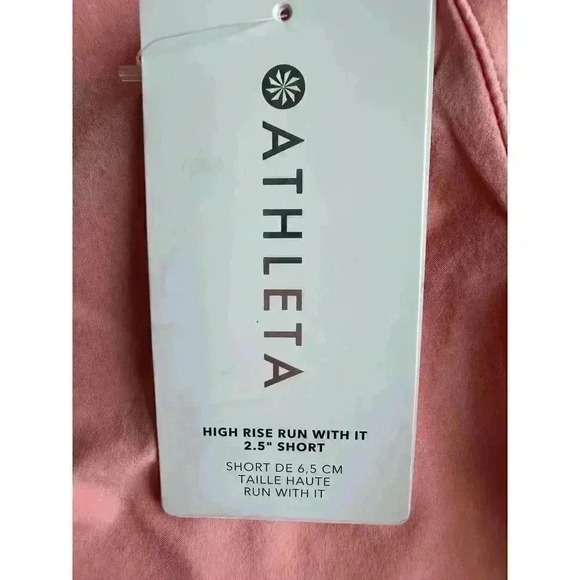 ATHLETA
HIGH RISE RUN WITH IT
2.5" SHORT
SHORT DE 6,5 CM
TAILLE HAUTE
RUN WITH IT